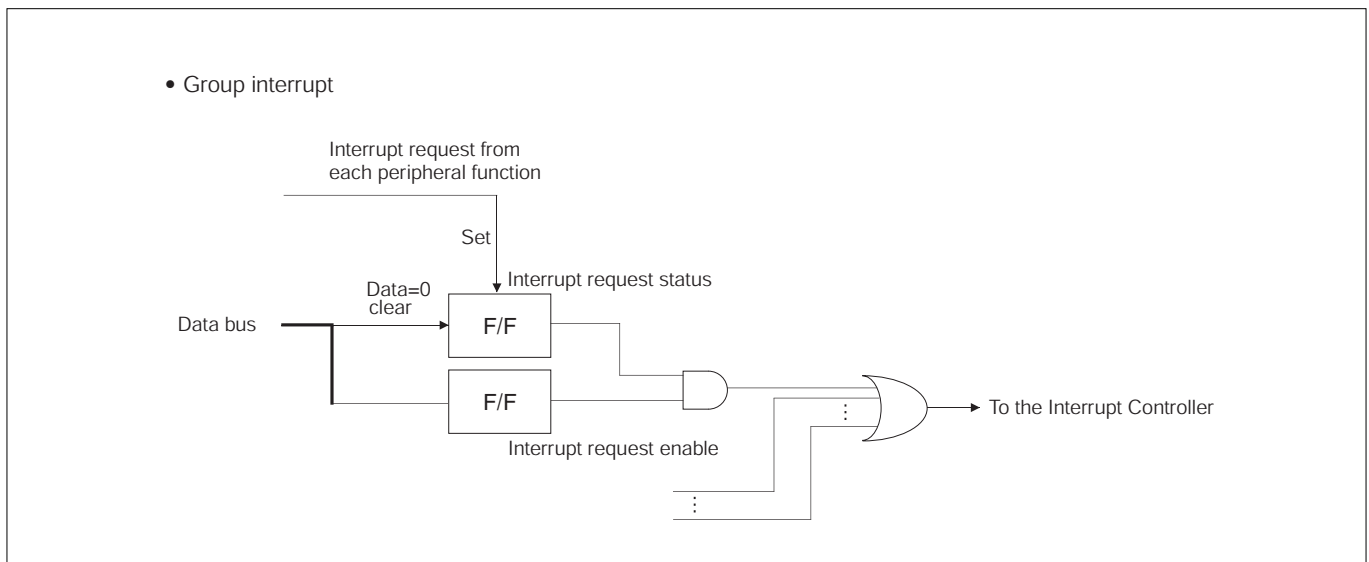 • Group interrupt
Interrupt request from
each peripheral function
Set
Interrupt request status
Data=0
clear
Data bus
F/F
F/F
To the Interrupt Controller
Interrupt request enable